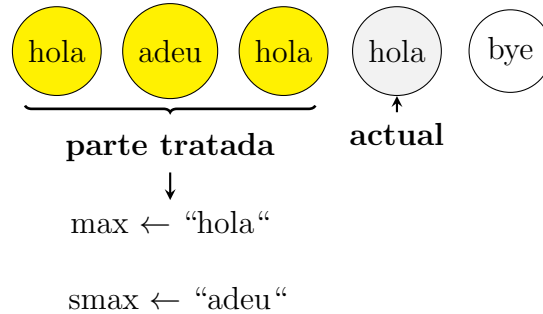 hola adeu hola hola bye
parte tratada actual
max ← “hola“
smax ← “adeu“